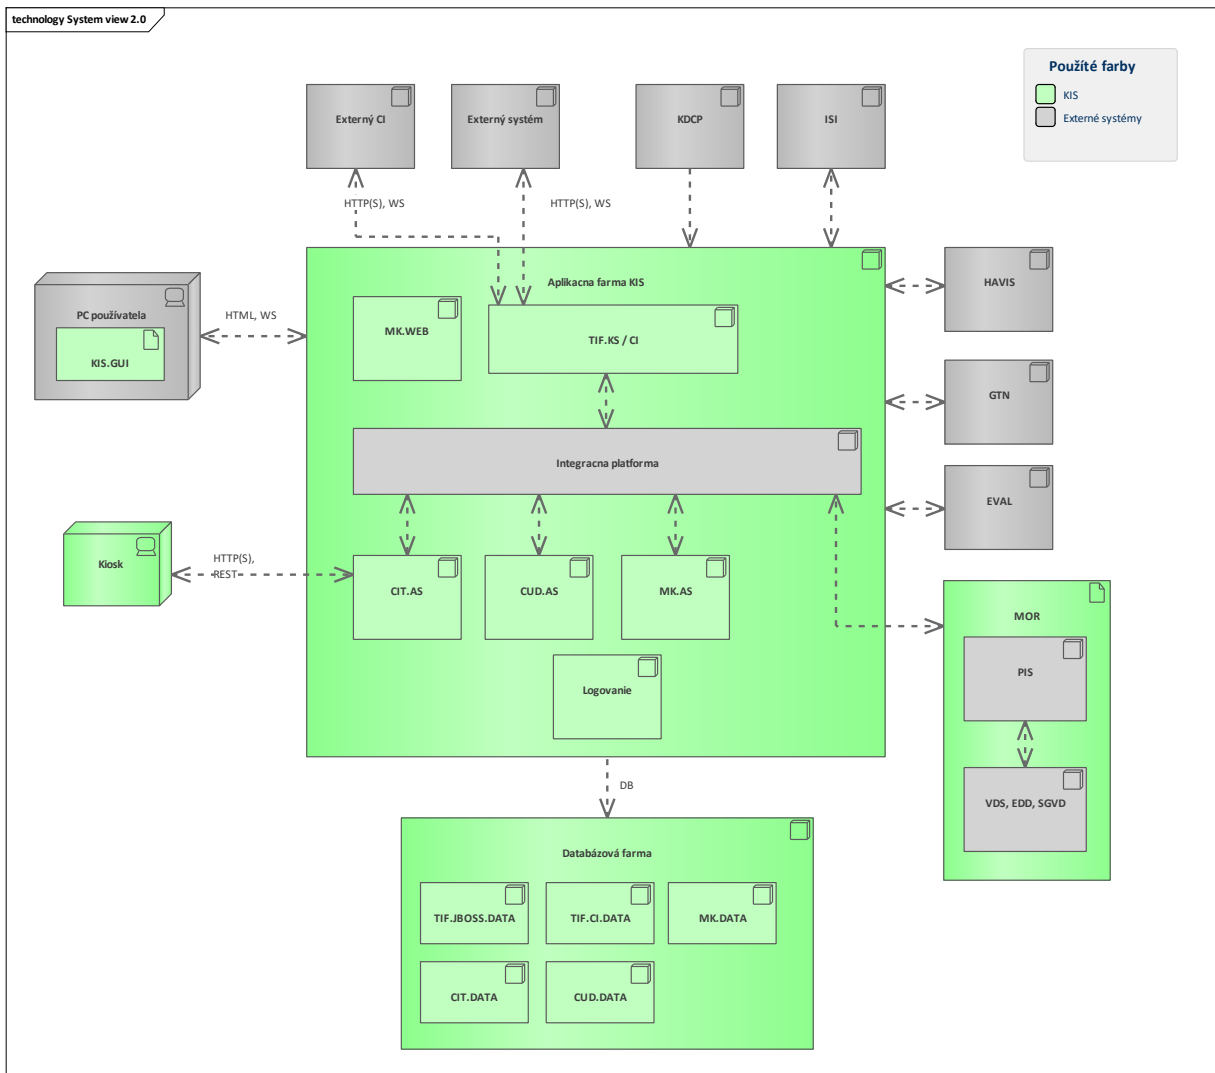 technology System view 2.0
Použíté farby
KIS
Externé systémy
Externý CI
Externý systém
KDCP
ISI
HTTP(S), WS
HTTP(S), WS
Aplikacna farma KIS
HAVIS
PC používateľa
KIS.GUI
HTML, WS
MK.WEB
TIF.KS / CI
GTN
Integracna platforma
EVAL
Kiosk
HTTP(S),
REST
CIT.AS
CUD.AS
MK.AS
MOR
PIS
Logovanie
VDS, EDD, SGVD
DB
Databázová farma
TIF.JBOSS.DATA
TIF.CI.DATA
MK.DATA
CIT.DATA
CUD.DATA